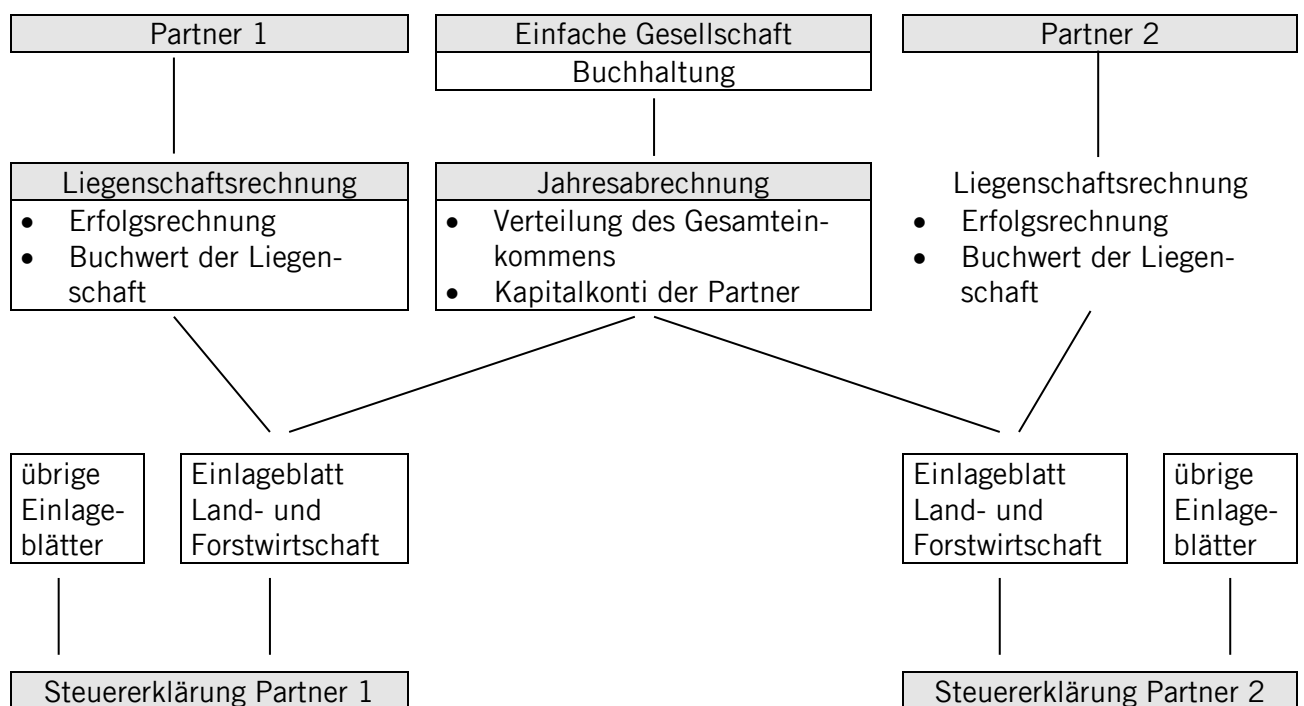 Partner 1
Einfache Gesellschaft
Partner 2
Buchhaltung
Liegenschaftsrechnung
• Erfolgsrechnung
• Buchwert der Liegen-
schaft
Jahresabrechnung
• Verteilung des Gesamtein-
kommens
• Kapitalkonti der Partner
Liegenschaftsrechnung
• Erfolgsrechnung
• Buchwert der Liegen-
schaft
übrige
Einlage-
blätter
Einlageblatt
Land- und
Forstwirtschaft
Einlageblatt
Land- und
Forstwirtschaft
übrige
Einlage-
blätter
Steuererklärung Partner 1
Steuererklärung Partner 2